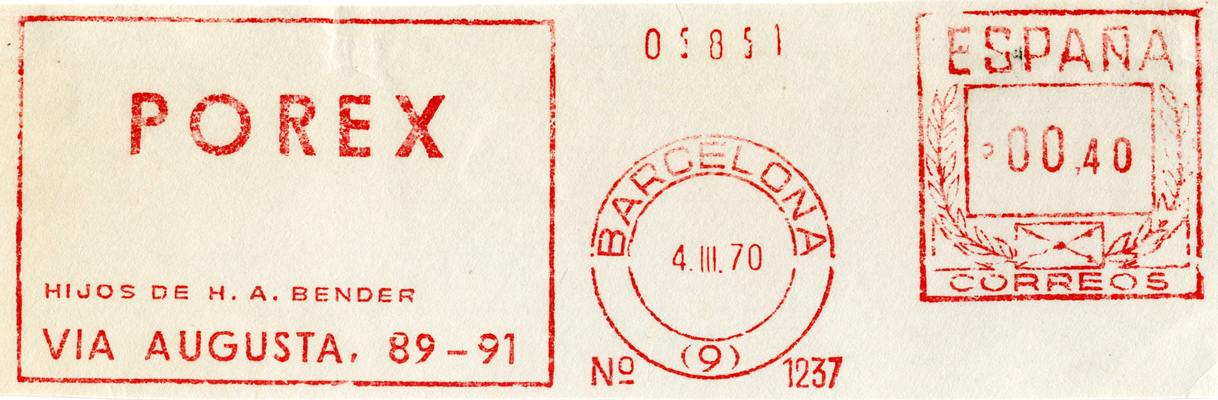 POREX
HIJOS DE H. A. BENDER
VIA AUGUSTA, 89-91
BARCELONA
4.III.70
(9)
Nº 1237
ESPAÑA
00,40
CORREOS